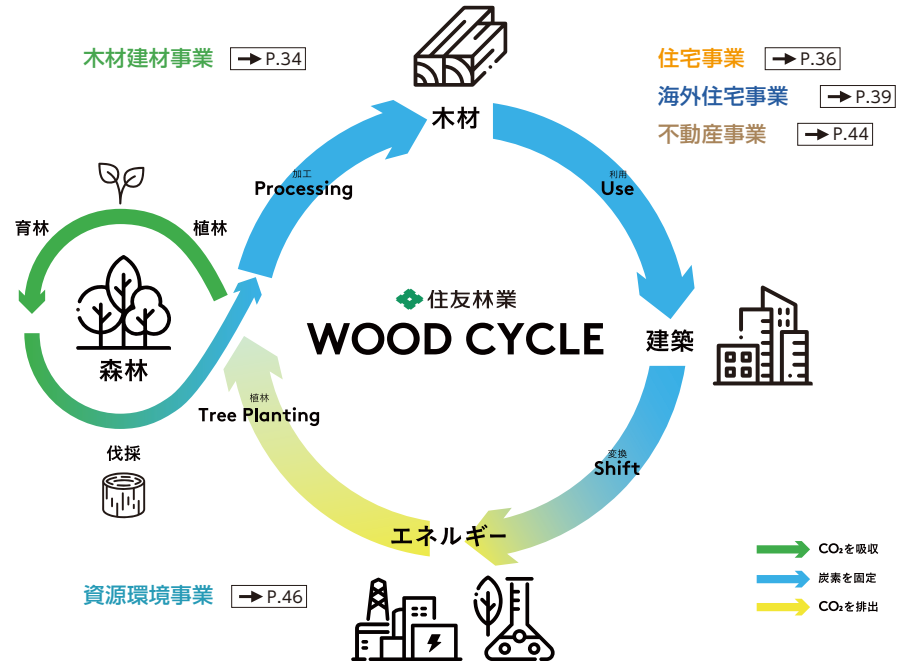 木材建材事業 → P.34
住宅事業 → P.36
海外住宅事業 → P.39
不動産事業 → P.44
木材
加工
Processing
利用
Use
育林
植林
森林
伐採
住友林業
WOOD CYCLE
建築
植林
Tree Planting
変換
Shift
エネルギー
資源環境事業 → P.46
CO₂を吸収
炭素を固定
CO₂を排出